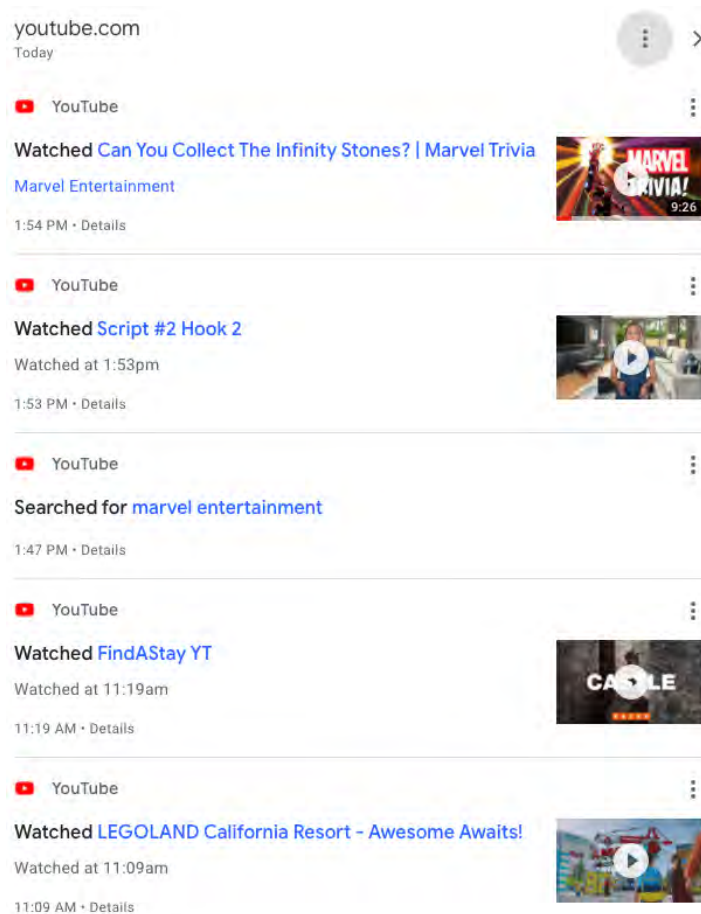 youtube.com
Today
YouTube
Watched Can You Collect The Infinity Stones? | Marvel Trivia
Marvel Entertainment
1:54 PM • Details
MARVEL
TRIVIA!
9:26
YouTube
Watched Script #2 Hook 2
Watched at 1:53pm
1:53 PM • Details
YouTube
Searched for marvel entertainment
1:47 PM • Details
YouTube
Watched FindAStay YT
Watched at 11:19am
11:19 AM • Details
YouTube
Watched LEGOLAND California Resort - Awesome Awaits!
Watched at 11:09am
11:09 AM • Details